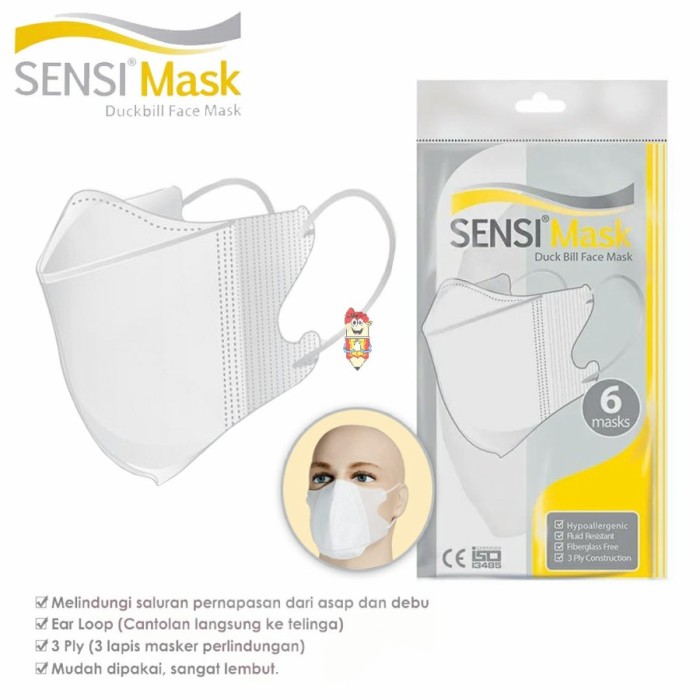 SENSI® Mask
Duckbill Face Mask
SENSI® Mask
Duck Bill Face Mask
6
masks
Hypoallergenic
Fluid Resistant
Fiberglass Free
3 Ply Construction
CE
ISO
13485
Melindungi saluran pernapasan dari asap dan debu
Ear Loop (Cantolan langsung ke telinga)
3 Ply (3 lapis masker perlindungan)
Mudah dipakai, sangat lembut.